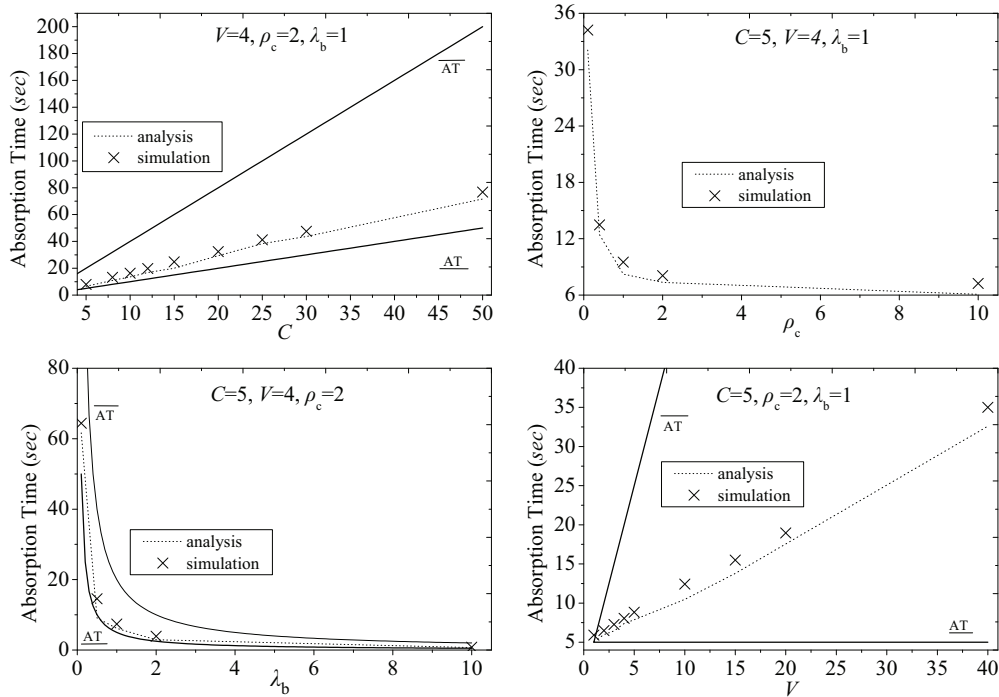 V=4, ρc=2, λb=1
AT
analysis
simulation
AT
Absorption Time (sec)
200
180
160
140
120
100
80
60
40
20
0
5 10 15 20 25 30 35 40 45 50
C
C=5, V=4, λb=1
analysis
simulation
Absorption Time (sec)
36
30
24
18
12
6
0 2 4 6 8 10
ρc
C=5, V=4, ρc=2
AT
analysis
simulation
AT
Absorption Time (sec)
80
60
40
20
0
0 2 4 6 8 10
λb
C=5, ρc=2, λb=1
AT
analysis
simulation
AT
Absorption Time (sec)
40
35
30
25
20
15
10
5
0 5 10 15 20 25 30 35 40
V